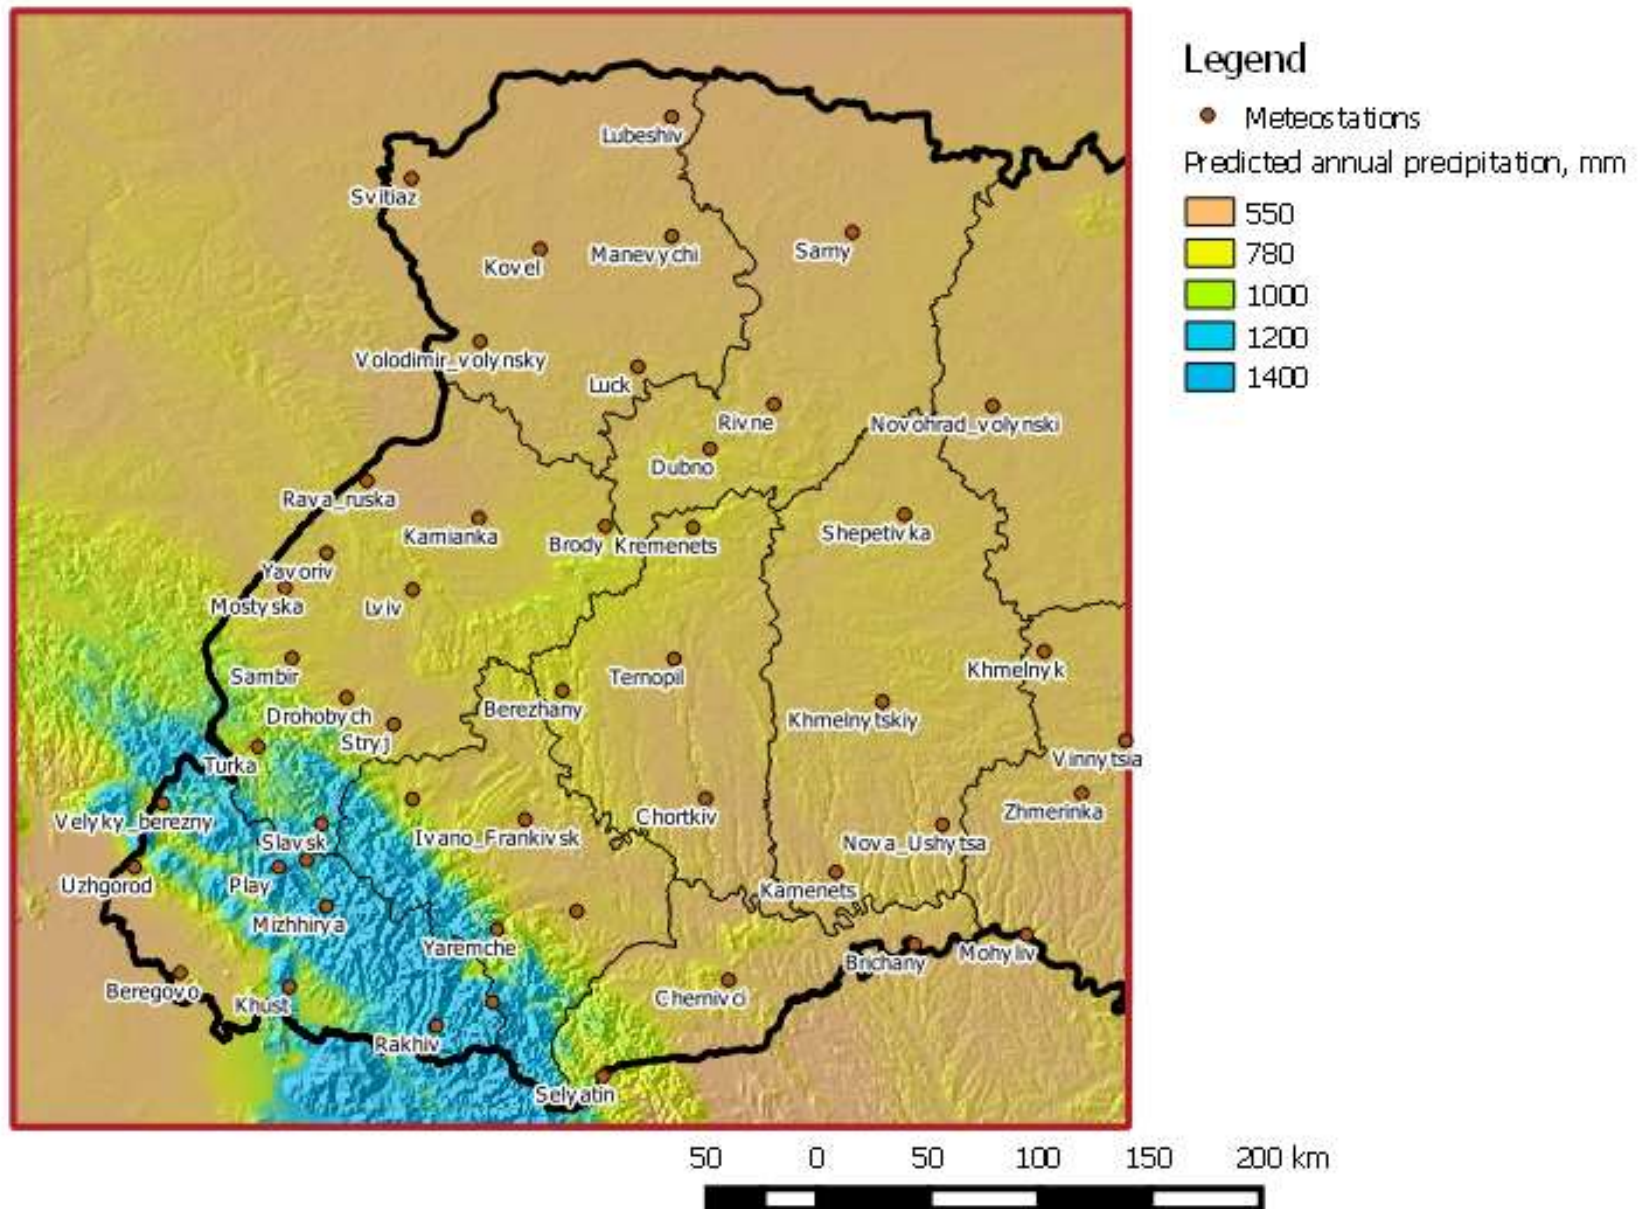 Legend
Meteostations
Predicted annual precipitation, mm
550
780
1000
1200
1400
Lubeshiv
Svitiaz
Kovel
Manevychi
Sarny
Volodimir_volynsky
Luck
Rivne
Novohrad_volynski
Dubno
Rava_ruska
Kamianka
Brody
Kremenets
Shepetivka
Yavoriv
Mostyska
Lviv
Sambir
Ternopil
Khmelnyk
Berezhany
Drohobych
Khmelnytskiy
Stryj
Turka
Vinnytsia
Zhmerinka
Velyky_berezny
Chortkiv
Slavsk
Ivano_Frankivsk
Nova_Ushytsa
Uzhgorod
Play
Kamenets
Mizhhirya
Yaremche
Mohyliv
Brichany
Beregovo
Khust
Chernivci
Rakhiv
Selyatin
50 0 50 100 150 200 km